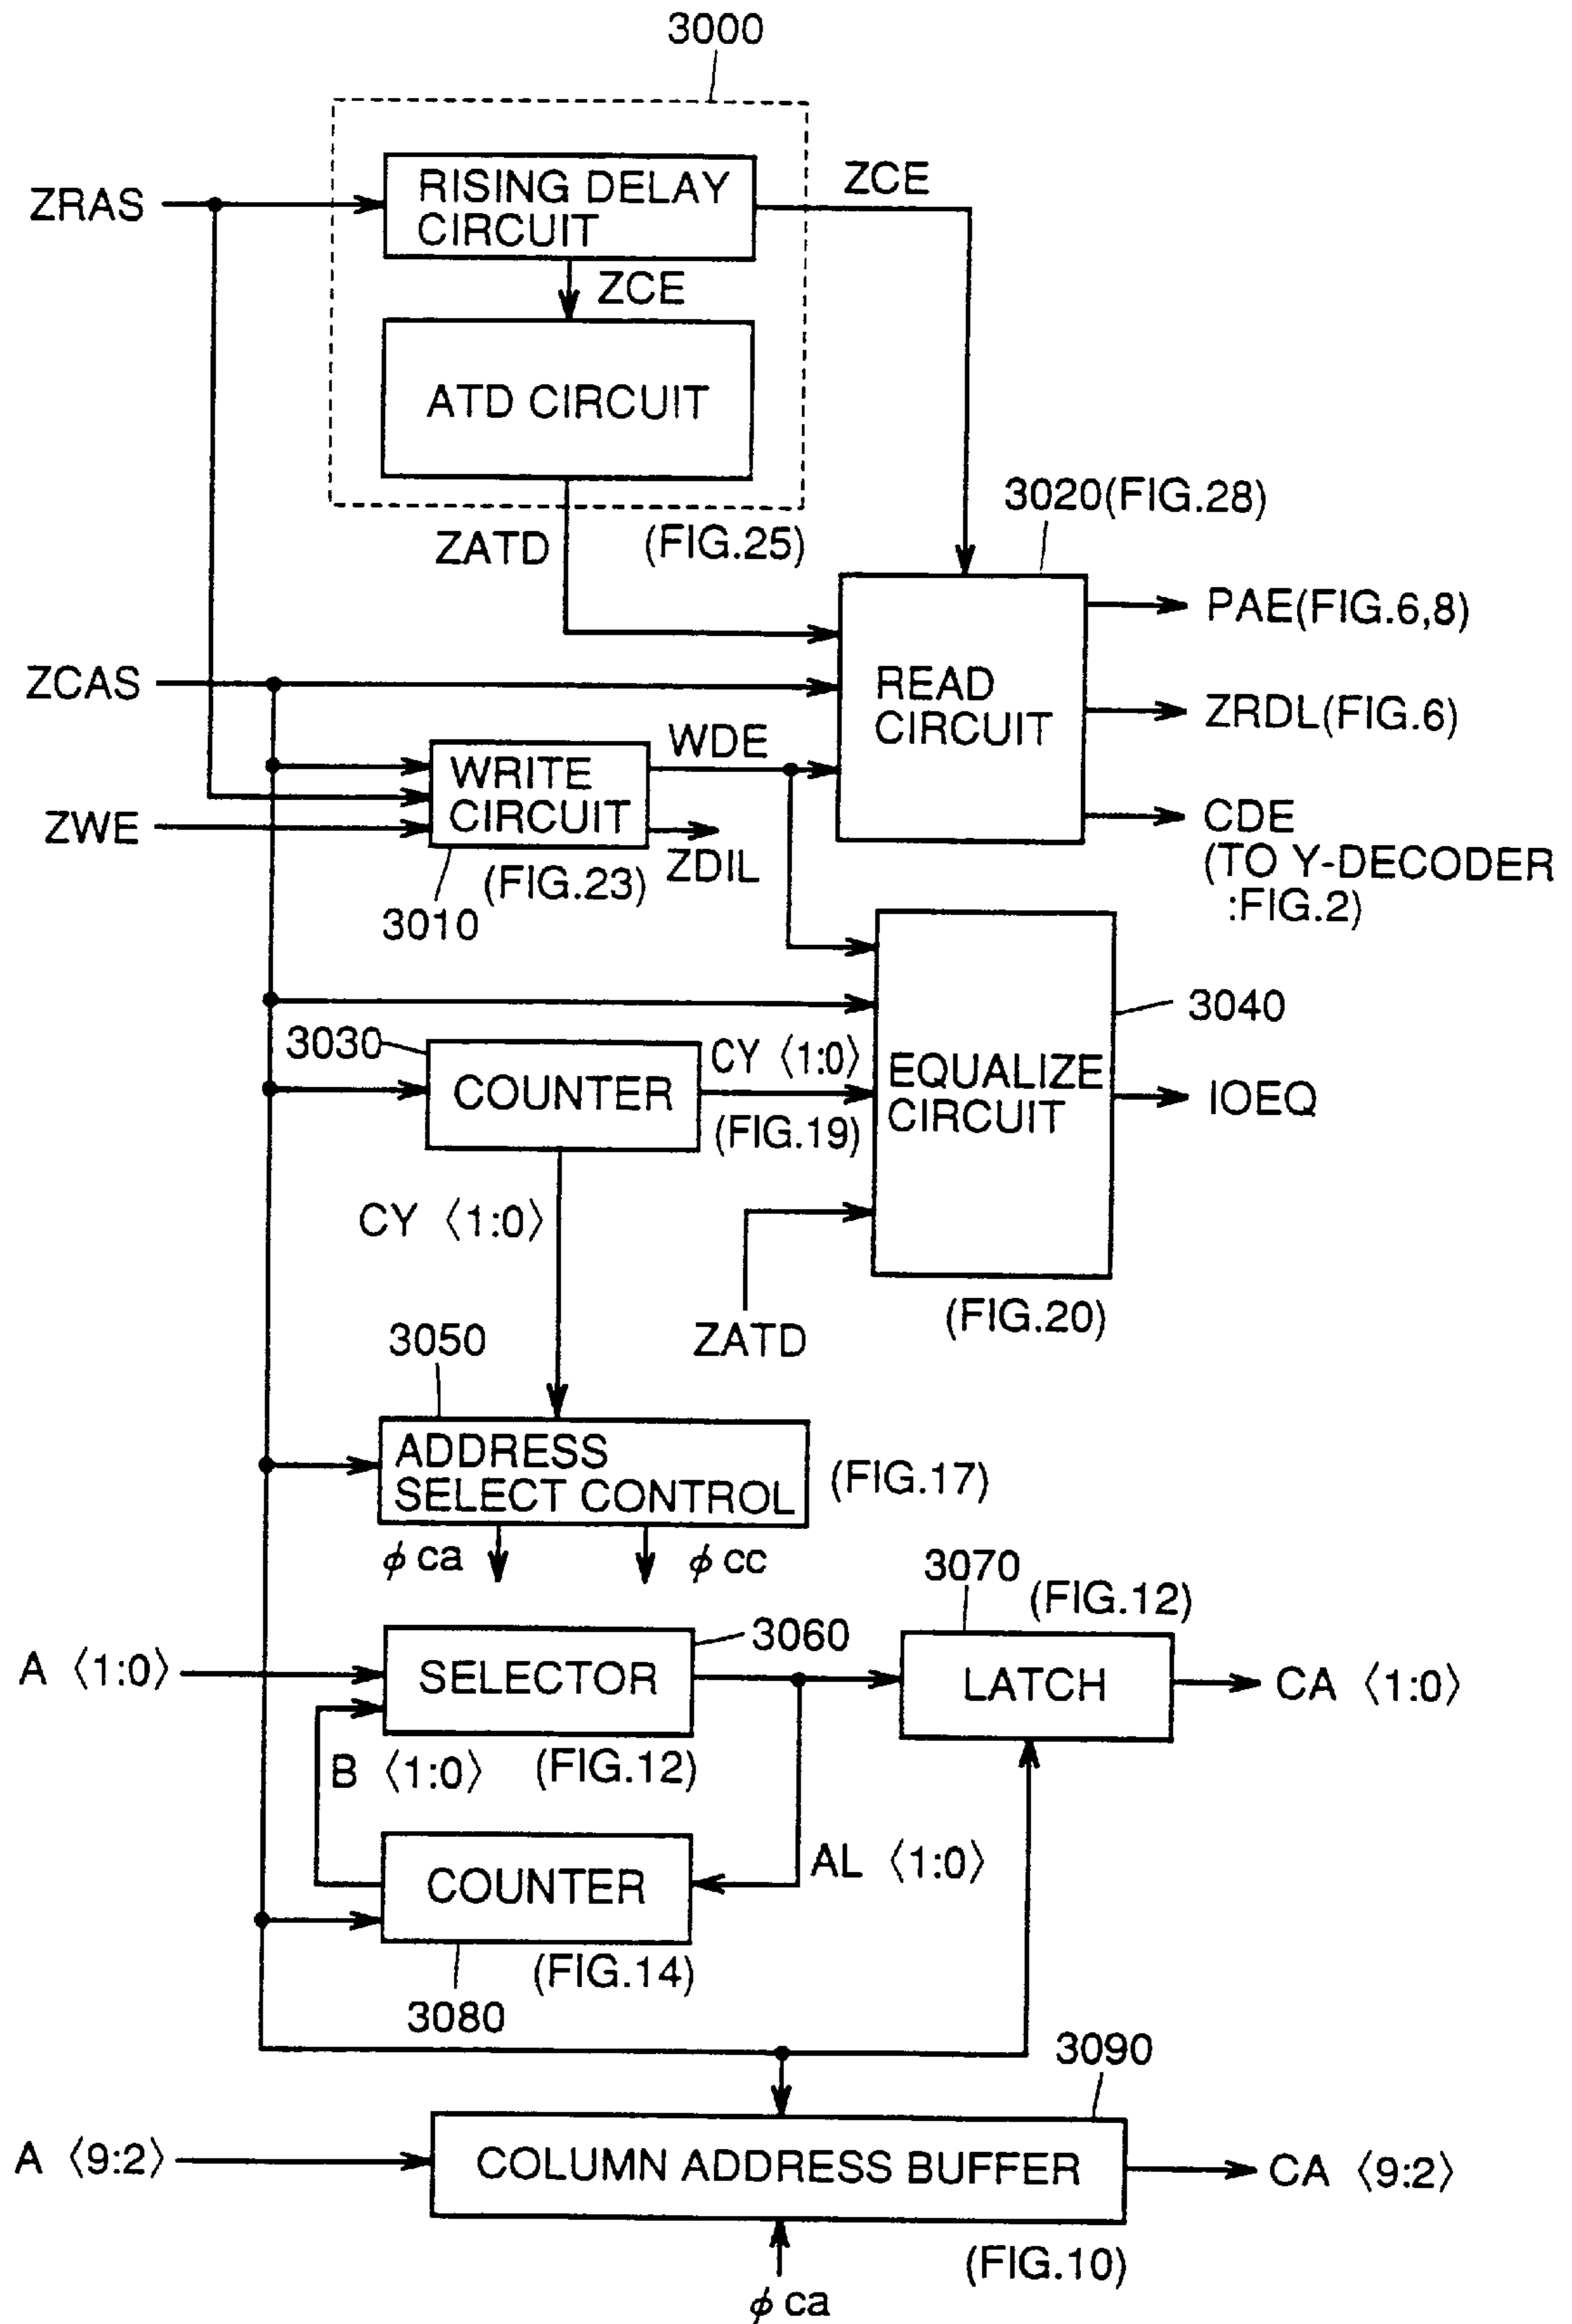 3000
RISING DELAY
CIRCUIT
ZCE
ZRAS
ZCE
ATD CIRCUIT
3020(FIG.28)
ZATD
(FIG.25)
PAE(FIG.6,8)
ZCAS
READ
CIRCUIT
ZRDL(FIG.6)
WDE
WRITE
CIRCUIT
ZWE
CDE
(TO Y-DECODER
:FIG.2)
ZDIL
(FIG.23)
3010
3040
3030
CY 〈1:0〉
COUNTER
EQUALIZE
CIRCUIT
IOEQ
(FIG.19)
CY 〈1:0〉
(FIG.20)
ZATD
3050
ADDRESS
SELECT CONTROL
(FIG.17)
φ ca
φ cc
3070
(FIG.12)
3060
A 〈1:0〉
SELECTOR
LATCH
CA 〈1:0〉
B 〈1:0〉
(FIG.12)
AL 〈1:0〉
COUNTER
(FIG.14)
3080
3090
A 〈9:2〉
COLUMN ADDRESS BUFFER
CA 〈9:2〉
(FIG.10)
φ ca